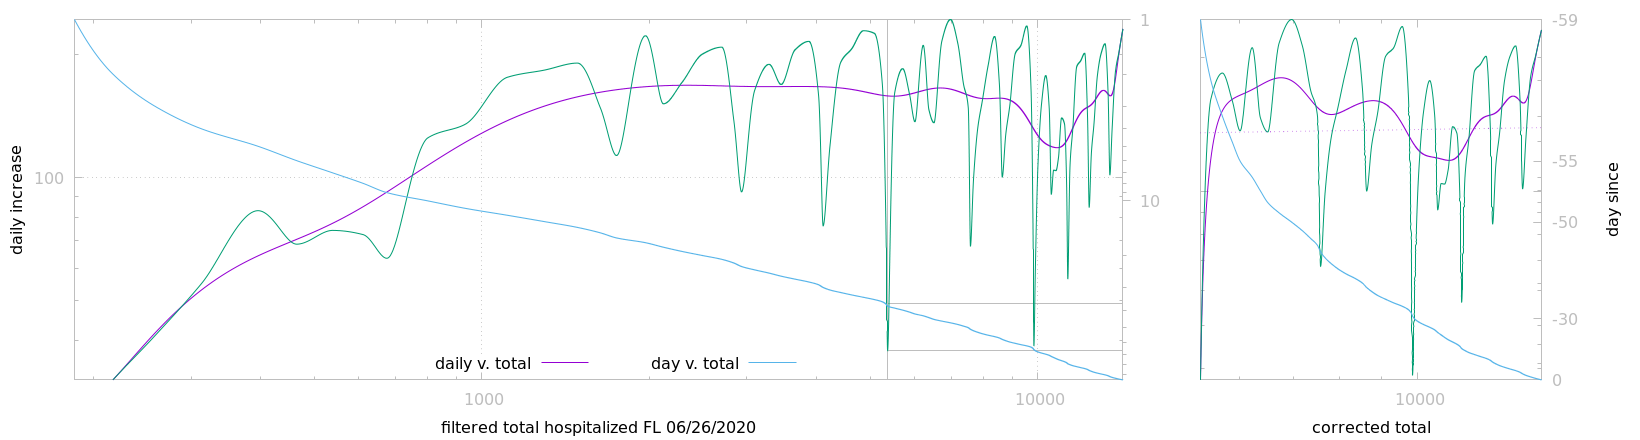 1
-59
daily increase
100
-55
10
-50
day since
-30
daily v. total
day v. total
0
1000
10000
10000
filtered total hospitalized FL 06/26/2020
corrected total